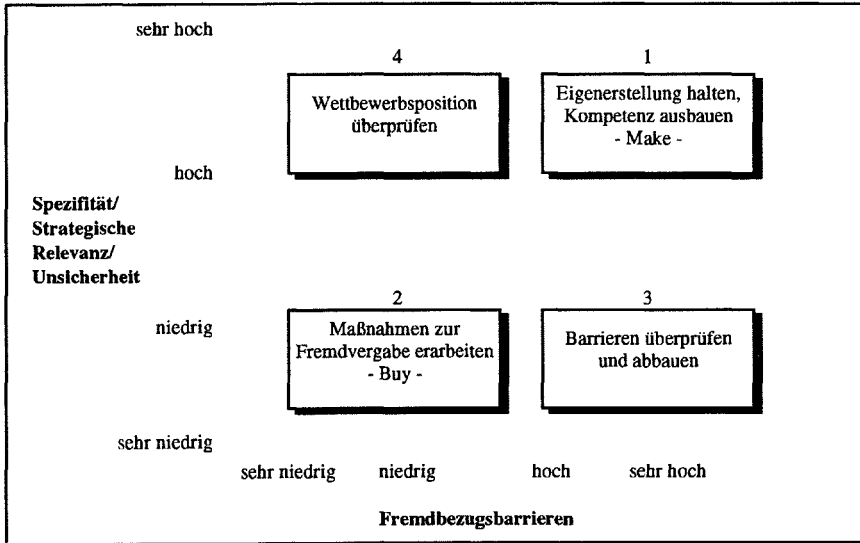 sehr hoch
4
1
Wettbewerbsposition
überprüfen
Eigenerstellung halten,
Kompetenz ausbauen
- Make -
hoch
Spezifität/
Strategische
Relevanz/
Unsicherheit
2
3
niedrig
Maßnahmen zur
Fremdvergabe erarbeiten
- Buy -
Barrieren überprüfen
und abbauen
sehr niedrig
sehr niedrig niedrig hoch sehr hoch
Fremdbezugsbarrieren